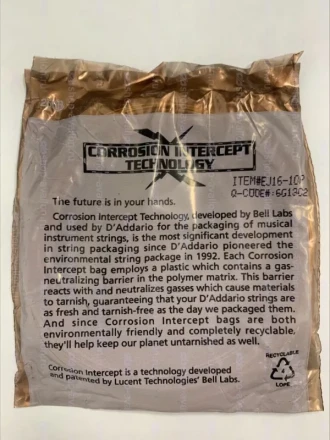 CORROSION INTERCEPT
TECHNOLOGY
ITEM#EJ16-10P
Q-CODE#:6G13G2
The future is in your hands.
Corrosion Intercept Technology, developed by Bell Labs
and used by D'Addario for the packaging of musical
instrument strings, is the most significant development
in string packaging since D'Addario pioneered the
environmental string package in 1992. Each Corrosion
Intercept bag employs a plastic which contains a gas-
neutralizing barrier in the polymer matrix. This barrier
reacts with and neutralizes gasses which cause materials
to tarnish, guaranteeing that your D'Addario strings are
as fresh and tarnish-free as the day we packaged them.
And since Corrosion Intercept bags are both
environmentally friendly and completely recyclable,
they'll help keep our planet untarnished as well.
Corrosion Intercept is a technology developed
and patented by Lucent Technologies' Bell Labs.
RECYCLABLE
4
LDPE